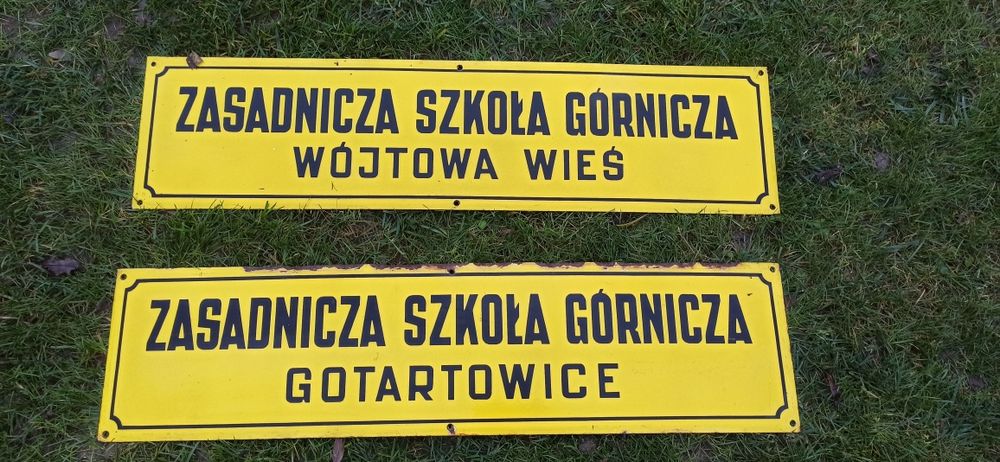 ZASADNICZA SZKOŁA GÓRNICZA
WÓJTOWA WIEŚ
ZASADNICZA SZKOŁA GÓRNICZA
GOTARTOWICE